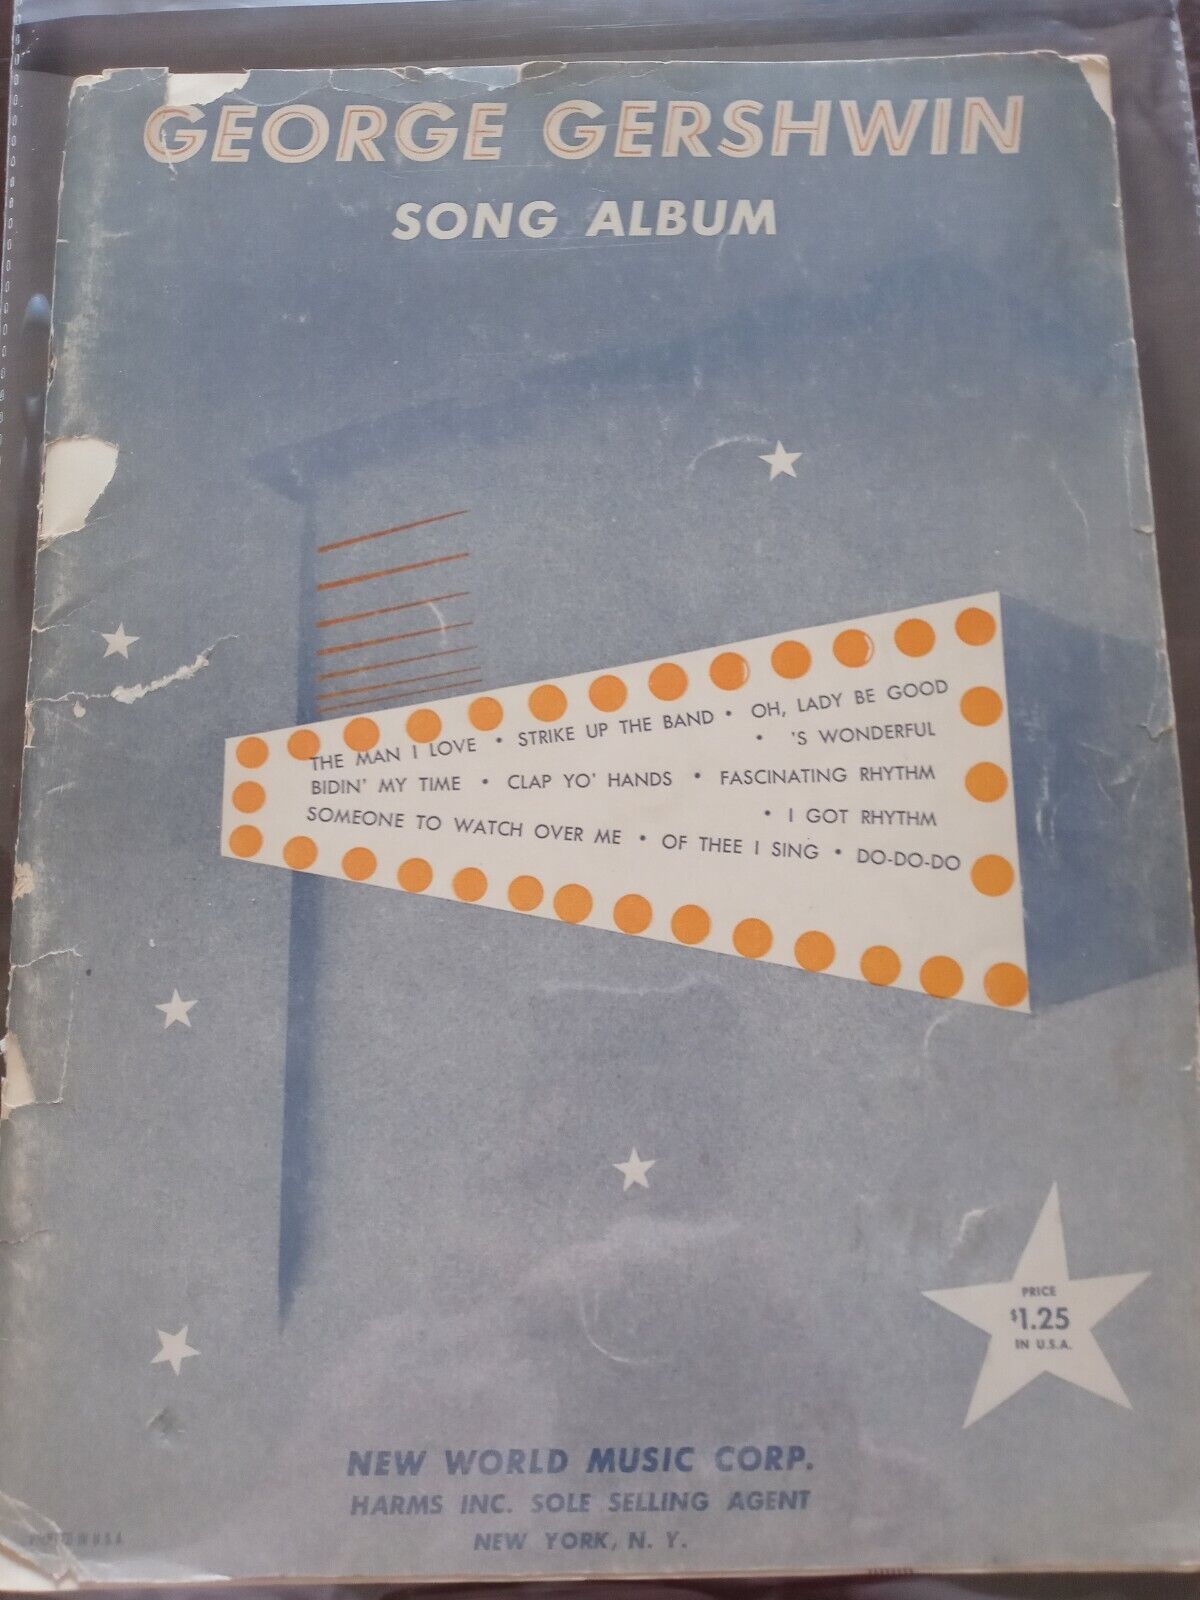 GEORGE GERSHWIN
SONG ALBUM
THE MAN I LOVE • STRIKE UP THE BAND • OH, LADY BE GOOD
• 'S WONDERFUL
BIDIN' MY TIME • CLAP YO' HANDS • FASCINATING RHYTHM
• I GOT RHYTHM
SOMEONE TO WATCH OVER ME • OF THEE I SING • DO-DO-DO
PRICE
$1.25
IN U.S.A.
NEW WORLD MUSIC CORP.
HARMS INC. SOLE SELLING AGENT
NEW YORK, N. Y.
IN U S A